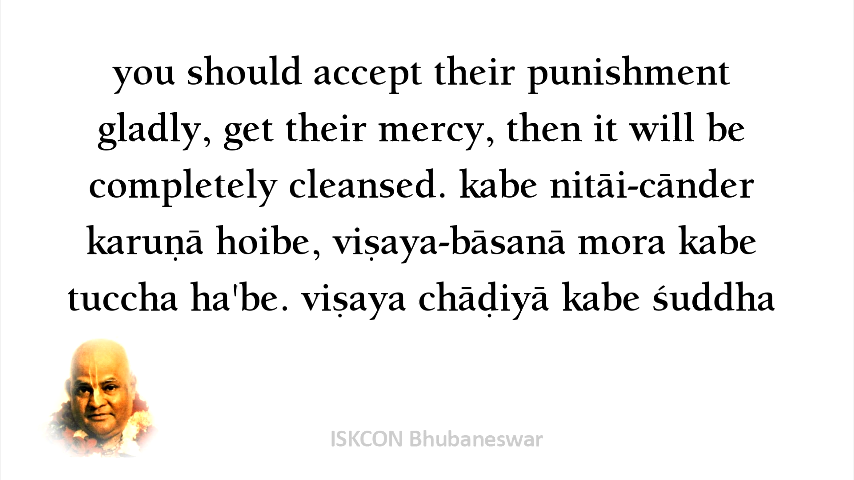 you should accept their punishment
gladly, get their mercy, then it will be
completely cleansed. kabe nitāi-cānder
karuṇā hoibe, viṣaya-bāsanā mora kabe
tuccha ha'be. viṣaya chāḍiyā kabe śuddha
ISKCON Bhubaneswar